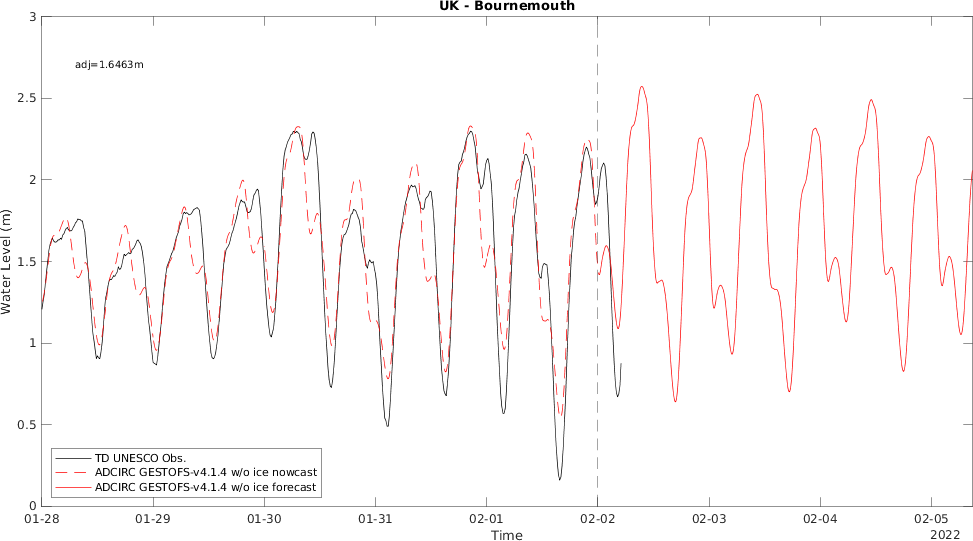 UK - Bournemouth
adj=1.6463m
3
2.5
2
1.5
1
0.5
0
Water Level (m)
TD UNESCO Obs.
ADCIRC GESTOFS-v4.1.4 w/o ice nowcast
ADCIRC GESTOFS-v4.1.4 w/o ice forecast
01-28 01-29 01-30 01-31 02-01 02-02 02-03 02-04 02-05
Time
2022